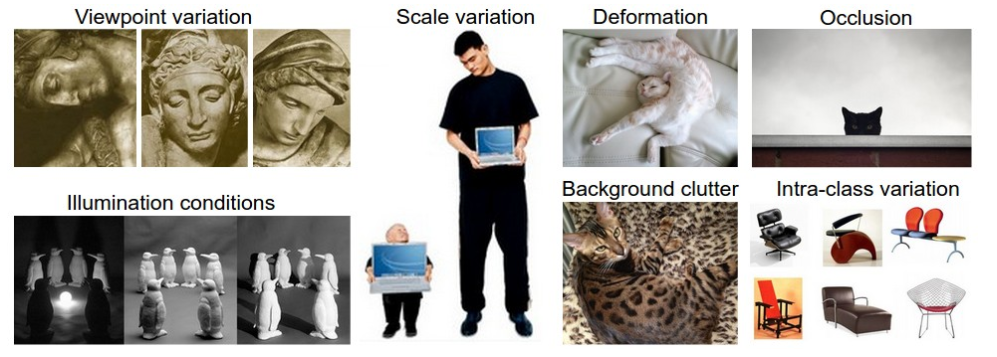 Viewpoint variation
Scale variation
Deformation
Occlusion
Illumination conditions
Background clutter
Intra-class variation